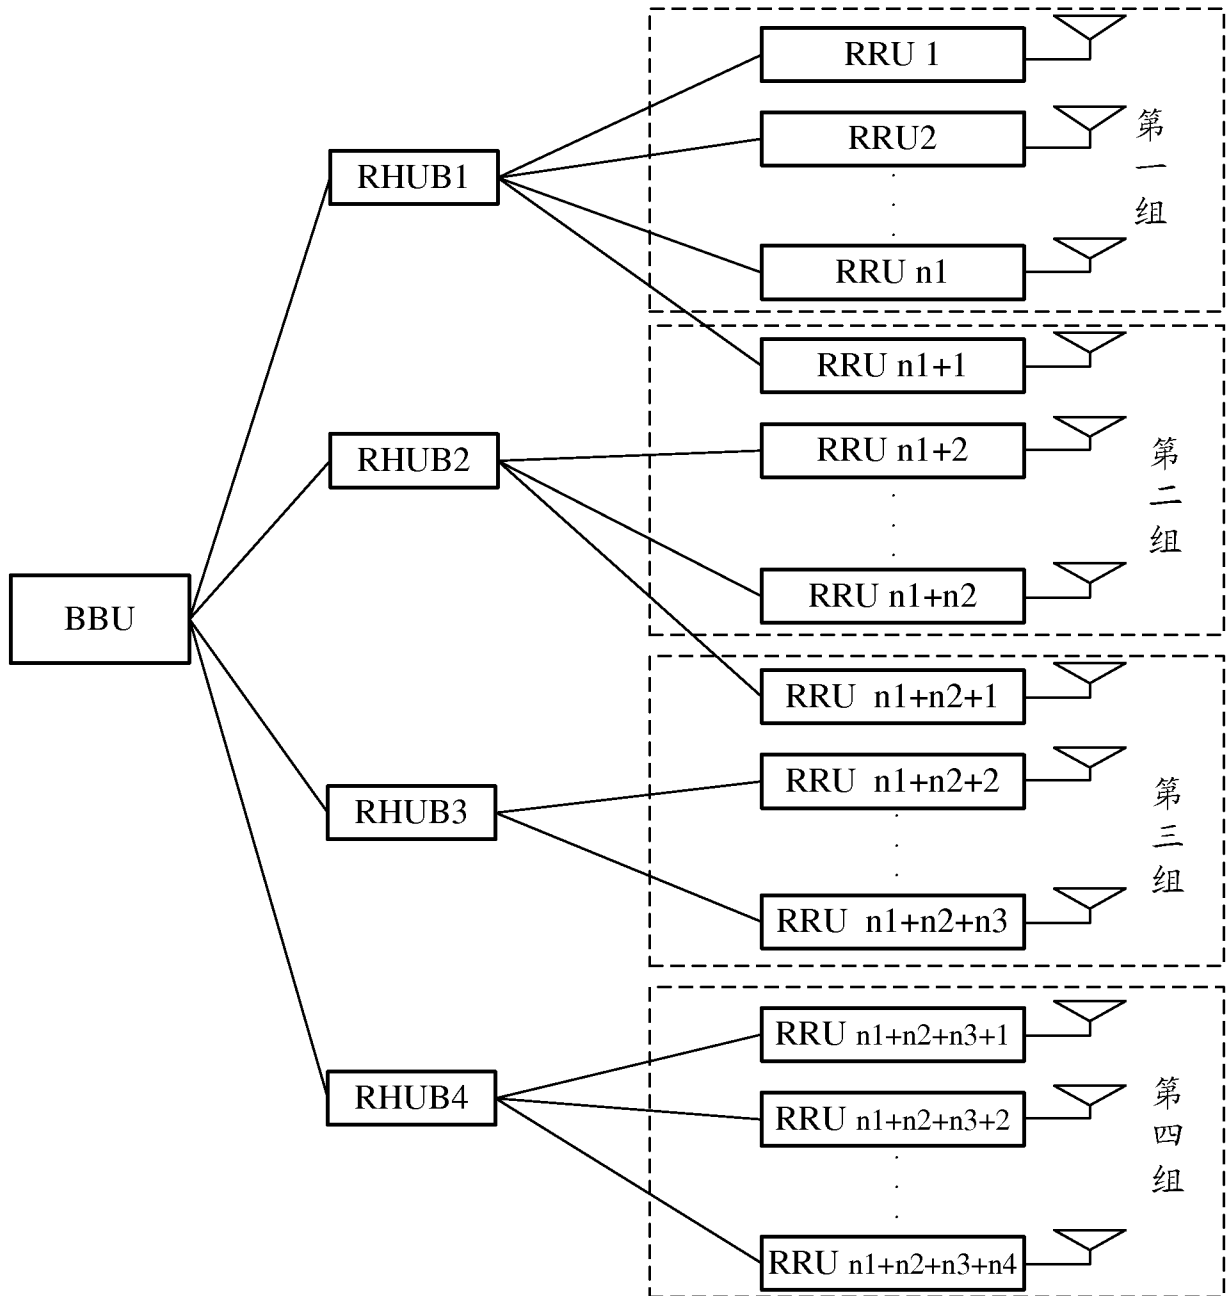 BBU
RHUB1
RHUB2
RHUB3
RHUB4
RRU 1
RRU2
RRU n1
第一组
RRU n1+1
RRU n1+2
RRU n1+n2
第二组
RRU n1+n2+1
RRU n1+n2+2
RRU n1+n2+n3
第三组
RRU n1+n2+n3+1
RRU n1+n2+n3+2
RRU n1+n2+n3+n4
第四组